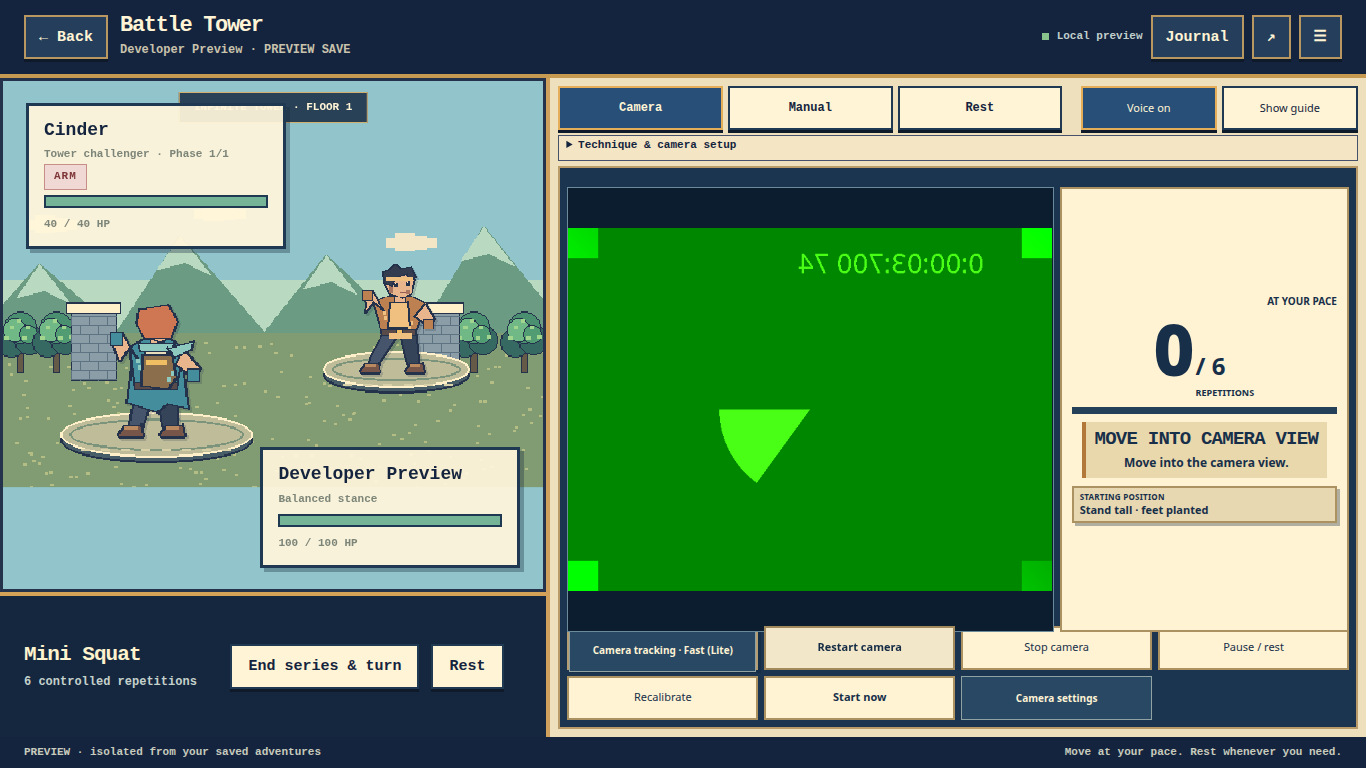 ← Back
Battle Tower
Developer Preview · PREVIEW SAVE
Local preview
Journal
↗
☰
· FLOOR 1
Cinder
Tower challenger · Phase 1/1
ARM
40 / 40 HP
Developer Preview
Balanced stance
100 / 100 HP
Mini Squat
6 controlled repetitions
End series & turn
Rest
Camera
Manual
Rest
Voice on
Show guide
▶ Technique & camera setup
0:00:03:700 74
AT YOUR PACE
0 / 6
REPETITIONS
MOVE INTO CAMERA VIEW
Move into the camera view.
STARTING POSITION
Stand tall · feet planted
Camera tracking · Fast (Lite)
Restart camera
Stop camera
Pause / rest
Recalibrate
Start now
Camera settings
PREVIEW · isolated from your saved adventures
Move at your pace. Rest whenever you need.